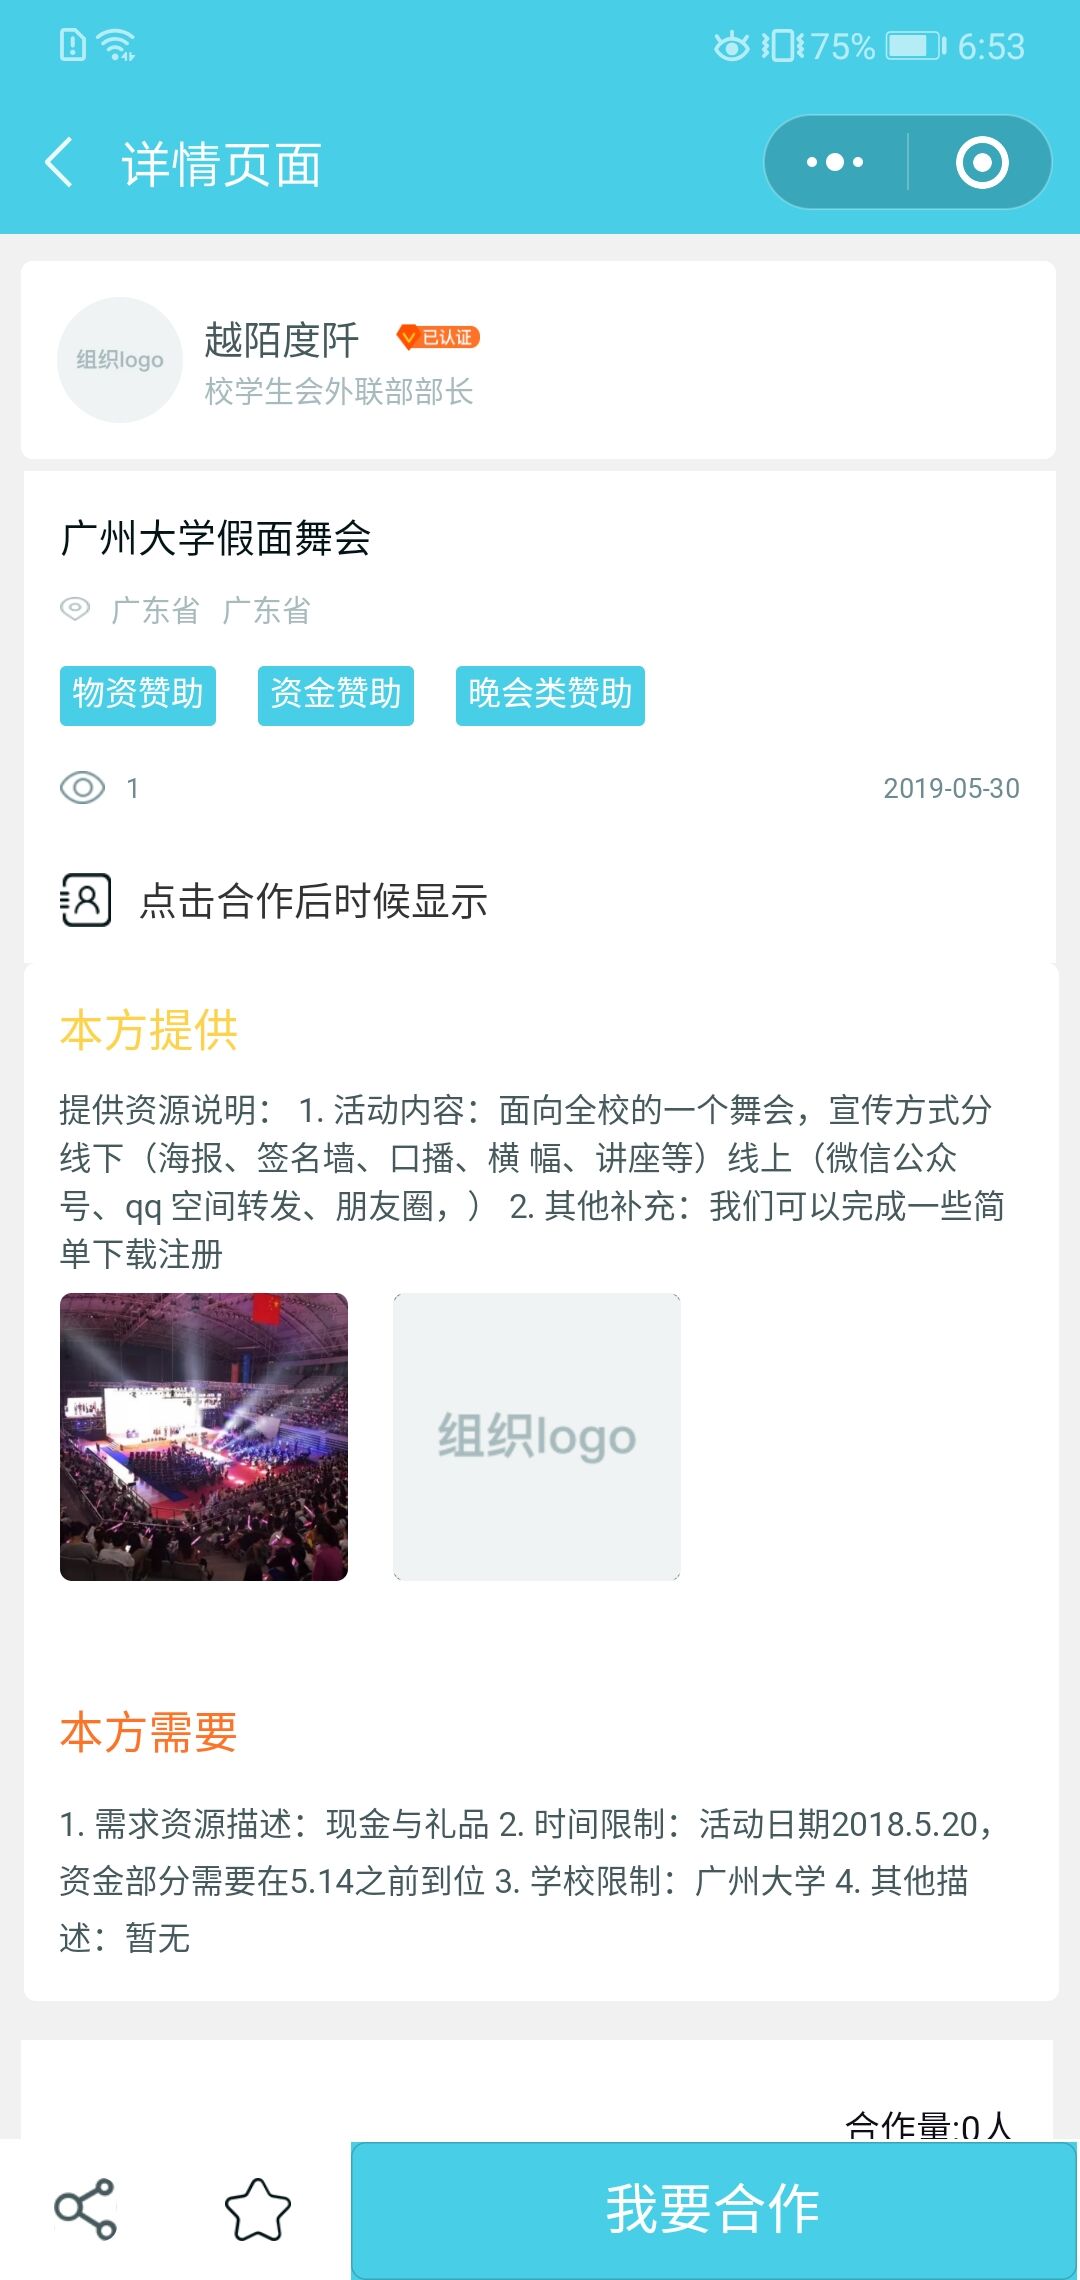 75% 6:53
详情页面
组织logo
越陌度阡 已认证
校学生会外联部部长
广州大学假面舞会
广东省 广东省
物资赞助 资金赞助 晚会类赞助
1 2019-05-30
点击合作后时候显示
本方提供
提供资源说明： 1. 活动内容：面向全校的一个舞会，宣传方式分
线下（海报、签名墙、口播、横 幅、讲座等）线上（微信公众
号、qq 空间转发、朋友圈，） 2. 其他补充：我们可以完成一些简
单下载注册
组织logo
本方需要
1. 需求资源描述：现金与礼品 2. 时间限制：活动日期2018.5.20，
资金部分需要在5.14之前到位 3. 学校限制：广州大学 4. 其他描
述：暂无
合作量:0人
我要合作